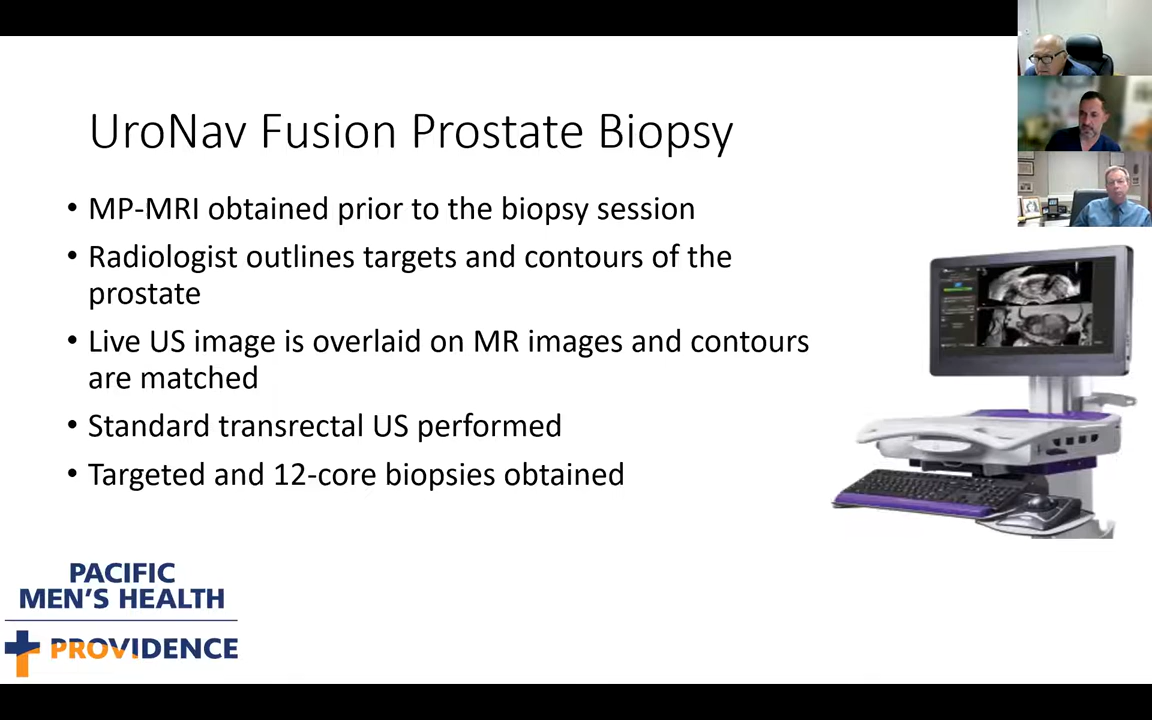 UroNav Fusion Prostate Biopsy
• MP-MRI obtained prior to the biopsy session
• Radiologist outlines targets and contours of the
prostate
• Live US image is overlaid on MR images and contours
are matched
• Standard transrectal US performed
• Targeted and 12-core biopsies obtained
PACIFIC
MEN'S HEALTH
PROVIDENCE